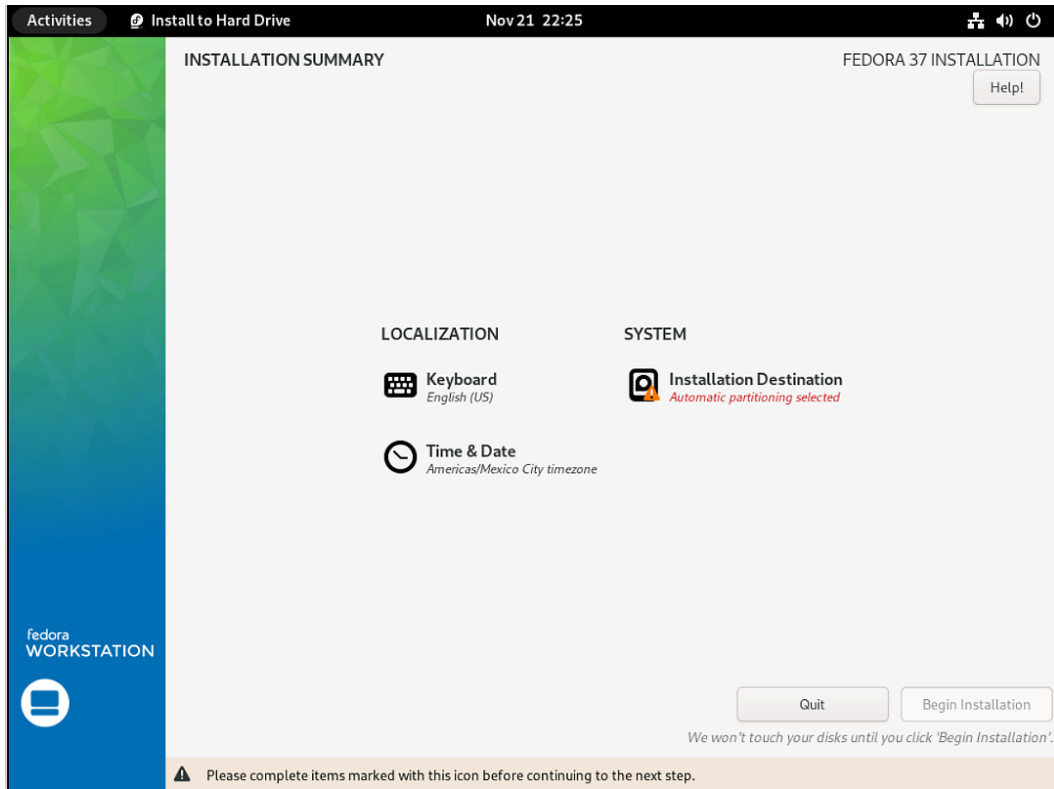 Activities Install to Hard Drive Nov 21 22:25
INSTALLATION SUMMARY
FEDORA 37 INSTALLATION
Help!
LOCALIZATION
Keyboard
English (US)
Time & Date
Americas/Mexico City timezone
SYSTEM
Installation Destination
Automatic partitioning selected
fedora
WORKSTATION
Quit
Begin Installation
We won't touch your disks until you click 'Begin Installation'.
Please complete items marked with this icon before continuing to the next step.